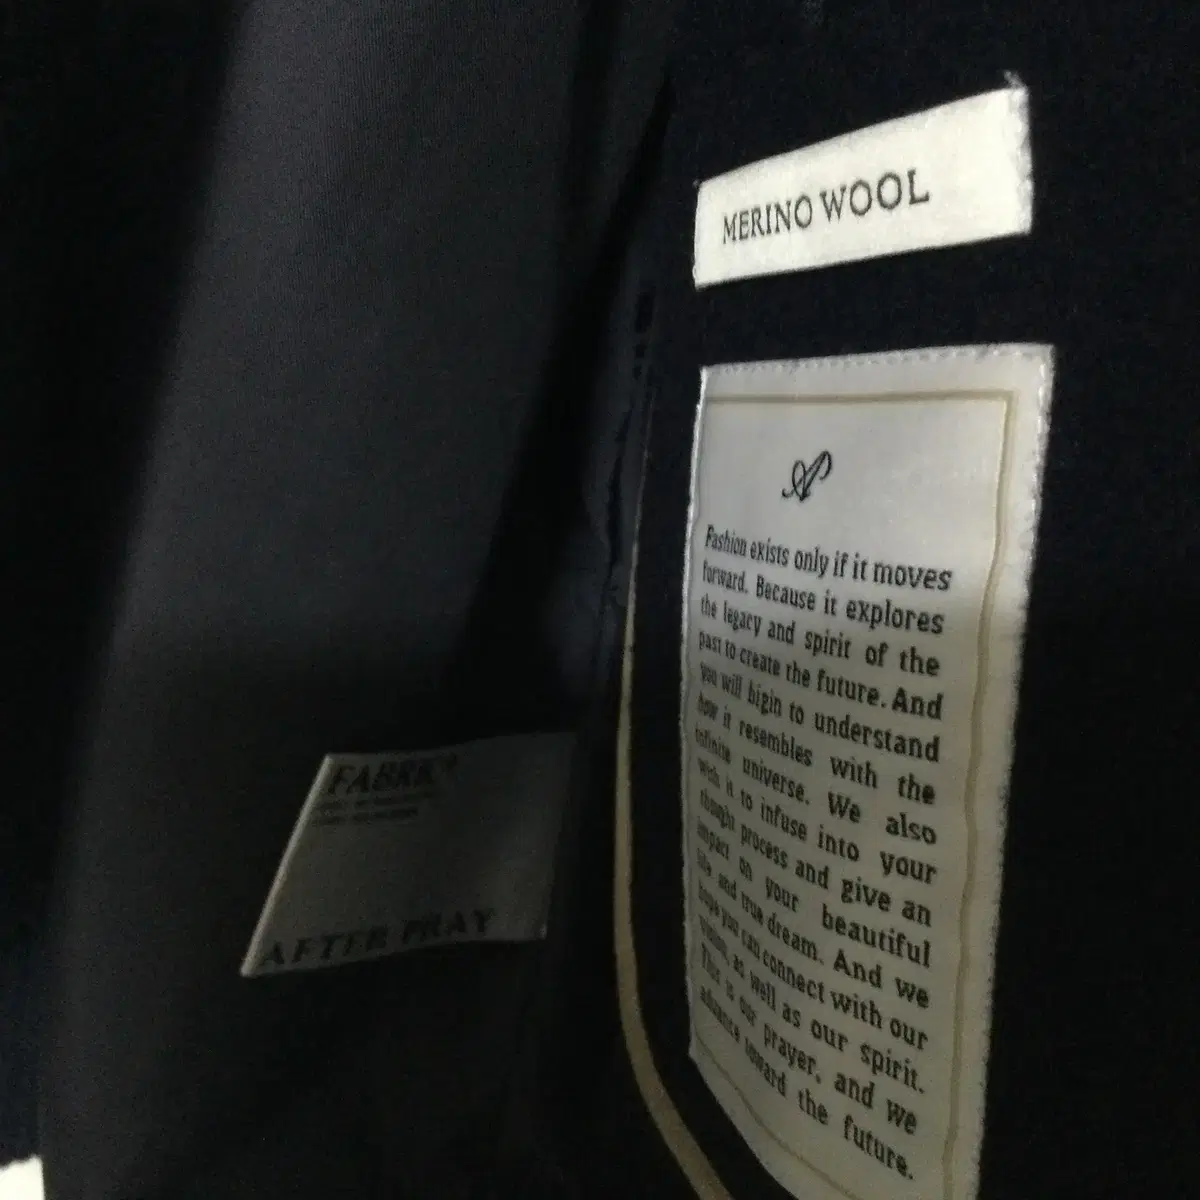 MERINO WOOL
AP
Fashion exists only if it moves
forward. Because it explores
the legacy and spirit of the
past to create the future. And
you will bigin to understand
how it resembles with the
infinite universe. We also
wish it to infuse into your
thought process and give an
impact on your beautiful
life and true dream. And we
hope you can connect with our
vision, as well as our spirit.
This is our prayer, and we
advance toward the future.
FABRK
AFTER PRAY